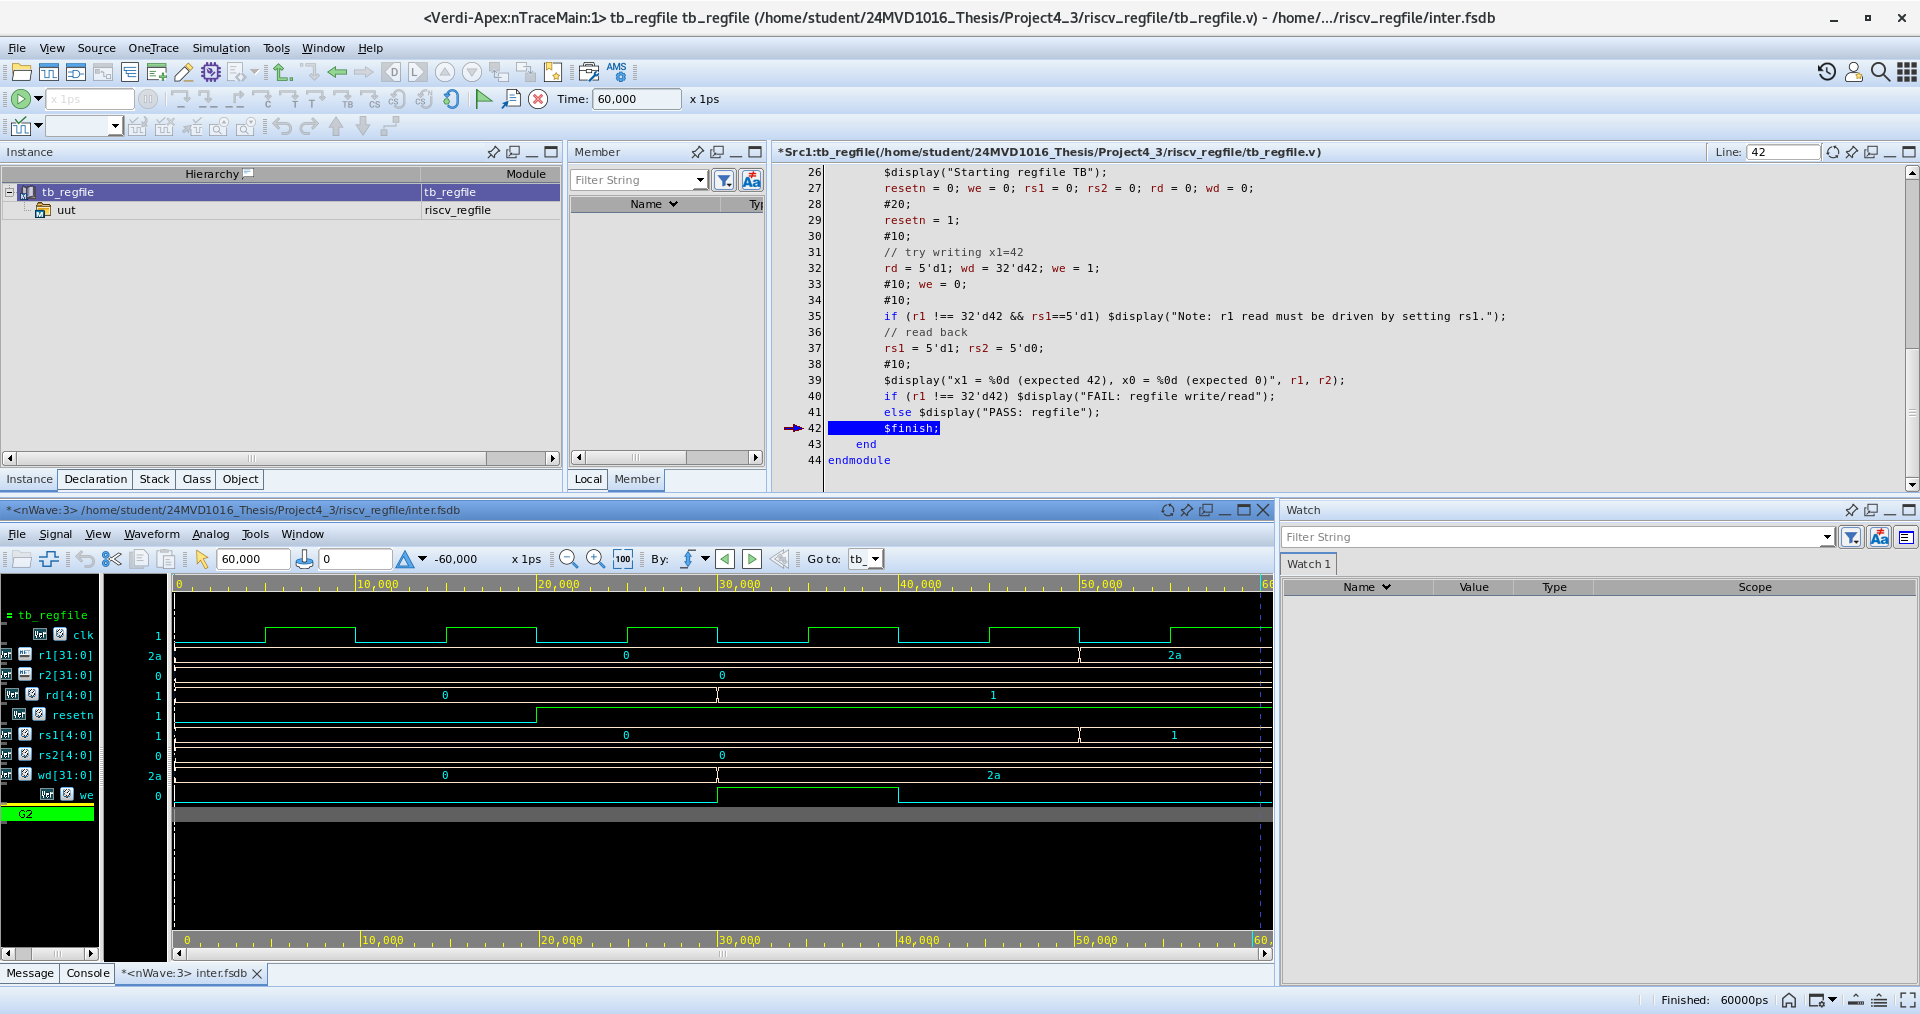 <Verdi-Apex:nTraceMain:1> tb_regfile tb_regfile (/home/student/24MVD1016_Thesis/Project4_3/riscv_regfile/tb_regfile.v) - /home/.../riscv_regfile/inter.fsdb
File View Source OneTrace Simulation Tools Window Help
AMS
x 1ps Time: 60,000 x 1ps
Instance
Hierarchy Module
tb_regfile tb_regfile
uut riscv_regfile
Instance Declaration Stack Class Object
Member
Filter String
Name Typ
Local Member
*Src1:tb_regfile(/home/student/24MVD1016_Thesis/Project4_3/riscv_regfile/tb_regfile.v) Line: 42
26 $display("Starting regfile TB");
27 resetn = 0; we = 0; rs1 = 0; rs2 = 0; rd = 0; wd = 0;
28 #20;
29 resetn = 1;
30 #10;
31 // try writing x1=42
32 rd = 5'd1; wd = 32'd42; we = 1;
33 #10; we = 0;
34 #10;
35 if (r1 !== 32'd42 && rs1==5'd1) $display("Note: r1 read must be driven by setting rs1.");
36 // read back
37 rs1 = 5'd1; rs2 = 5'd0;
38 #10;
39 $display("x1 = %0d (expected 42), x0 = %0d (expected 0)", r1, r2);
40 if (r1 !== 32'd42) $display("FAIL: regfile write/read");
41 else $display("PASS: regfile");
42 $finish;
43 end
44 endmodule
*<nWave:3> /home/student/24MVD1016_Thesis/Project4_3/riscv_regfile/inter.fsdb
File Signal View Waveform Analog Tools Window
60,000 0 -60,000 x 1ps 100 By: Go to: tb_
0 10,000 20,000 30,000 40,000 50,000 60
= tb_regfile
clk 1
r1[31:0] 2a 0 2a
r2[31:0] 0 0
rd[4:0] 1 0 1
resetn 1
rs1[4:0] 1 0 1
rs2[4:0] 0 0
wd[31:0] 2a 0 2a
we 0
G2
0 10,000 20,000 30,000 40,000 50,000 60,
Message Console *<nWave:3> inter.fsdb
Watch
Filter String
Watch 1
Name Value Type Scope
Finished: 60000ps